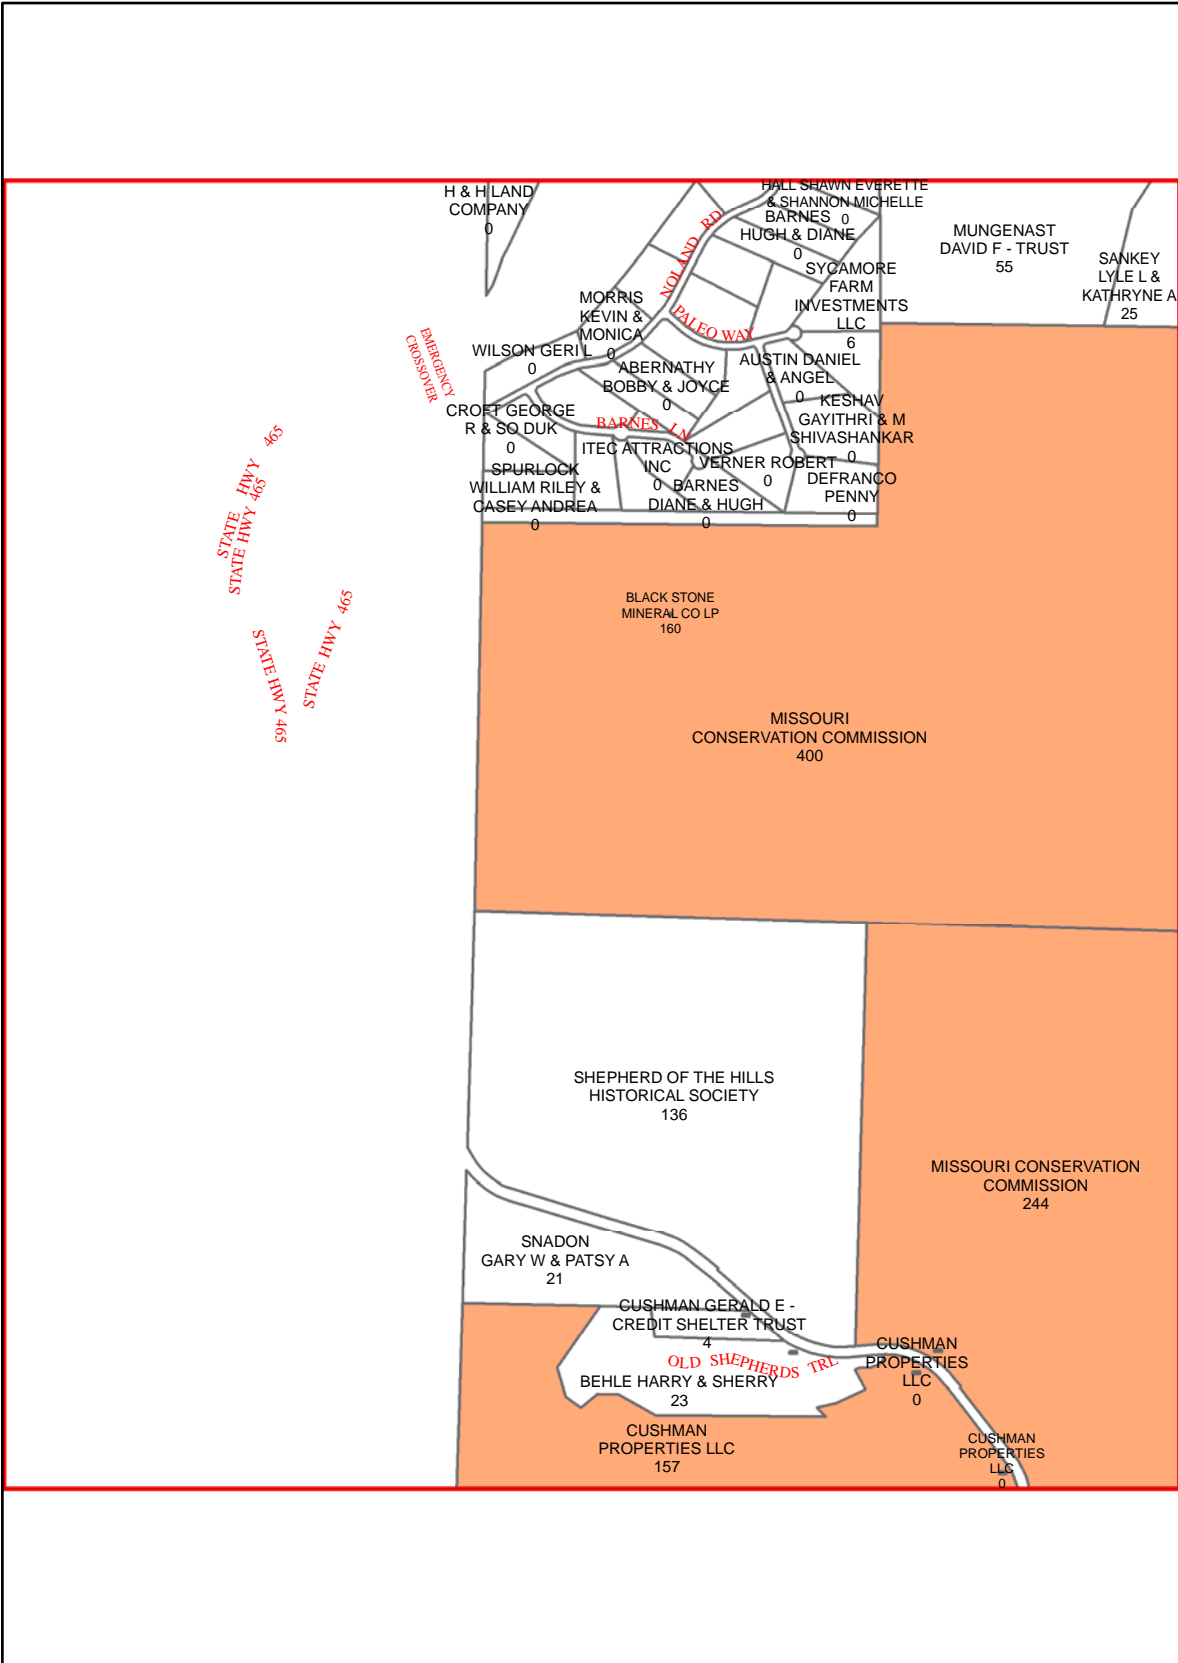 H & H LAND
COMPANY
0
HALL SHAWN EVERETTE
& SHANNON MICHELLE
0
BARNES
HUGH & DIANE
0
MUNGENAST
DAVID F - TRUST
55
SANKEY
LYLE L &
KATHRYNE A
25
NOLAND RD
SYCAMORE
FARM
INVESTMENTS
LLC
6
MORRIS
KEVIN &
MONICA
0
PALEO WAY
EMERGENCY
CROSSOVER
WILSON GERI L
0
ABERNATHY
BOBBY & JOYCE
0
AUSTIN DANIEL
& ANGEL
0
CROFT GEORGE
R & SO DUK
0
BARNES LN
KESHAV
GAYITHRI & M
SHIVASHANKAR
0
ITEC ATTRACTIONS
INC
0
VERNER ROBERT
0
SPURLOCK
WILLIAM RILEY &
CASEY ANDREA
0
BARNES
DIANE & HUGH
0
DEFRANCO
PENNY
0
STATE HWY 465
STATE HWY 465
STATE HWY 465
STATE HWY 465
BLACK STONE
MINERAL CO LP
160
MISSOURI
CONSERVATION COMMISSION
400
SHEPHERD OF THE HILLS
HISTORICAL SOCIETY
136
MISSOURI CONSERVATION
COMMISSION
244
SNADON
GARY W & PATSY A
21
CUSHMAN GERALD E -
CREDIT SHELTER TRUST
4
OLD SHEPHERDS TRL
CUSHMAN
PROPERTIES
LLC
0
BEHLE HARRY & SHERRY
23
CUSHMAN
PROPERTIES LLC
157
CUSHMAN
PROPERTIES
LLC
0